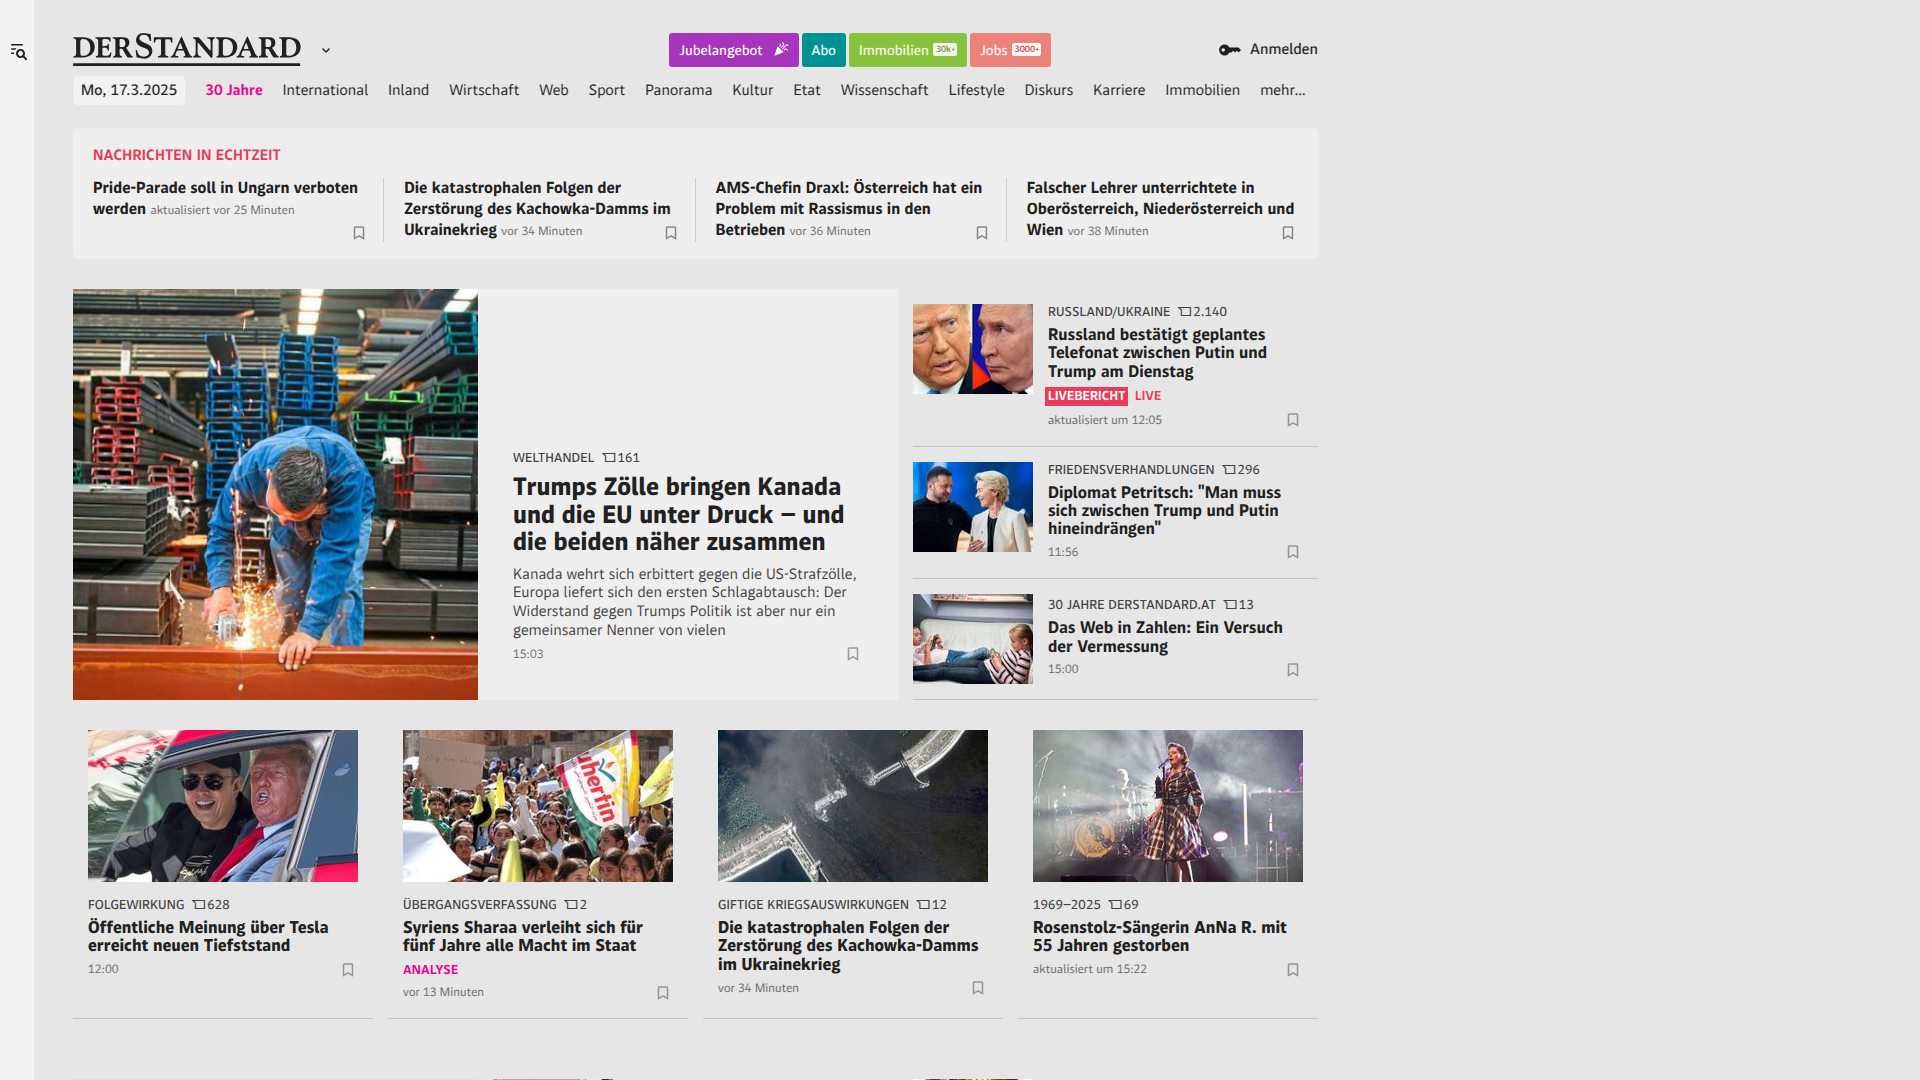 DERSTANDARD
Jubelangebot
Abo
Immobilien 30k+
Jobs 3000+
Anmelden
Mo, 17.3.2025
30 Jahre
International
Inland
Wirtschaft
Web
Sport
Panorama
Kultur
Etat
Wissenschaft
Lifestyle
Diskurs
Karriere
Immobilien
mehr...
NACHRICHTEN IN ECHTZEIT
Pride-Parade soll in Ungarn verboten
werden aktualisiert vor 25 Minuten
Die katastrophalen Folgen der
Zerstörung des Kachowka-Damms im
Ukrainekrieg vor 34 Minuten
AMS-Chefin Draxl: Österreich hat ein
Problem mit Rassismus in den
Betrieben vor 36 Minuten
Falscher Lehrer unterrichtete in
Oberösterreich, Niederösterreich und
Wien vor 38 Minuten
WELTHANDEL 161
Trumps Zölle bringen Kanada
und die EU unter Druck – und
die beiden näher zusammen
Kanada wehrt sich erbittert gegen die US-Strafzölle,
Europa liefert sich den ersten Schlagabtausch: Der
Widerstand gegen Trumps Politik ist aber nur ein
gemeinsamer Nenner von vielen
15:03
RUSSLAND/UKRAINE 2.140
Russland bestätigt geplantes
Telefonat zwischen Putin und
Trump am Dienstag
LIVEBERICHT LIVE
aktualisiert um 12:05
FRIEDENSVERHANDLUNGEN 296
Diplomat Petritsch: "Man muss
sich zwischen Trump und Putin
hineindrängen"
11:56
30 JAHRE DERSTANDARD.AT 13
Das Web in Zahlen: Ein Versuch
der Vermessung
15:00
FOLGEWIRKUNG 628
Öffentliche Meinung über Tesla
erreicht neuen Tiefststand
12:00
uhertin
ÜBERGANGSVERFASSUNG 2
Syriens Sharaa verleiht sich für
fünf Jahre alle Macht im Staat
ANALYSE
vor 13 Minuten
GIFTIGE KRIEGSAUSWIRKUNGEN 12
Die katastrophalen Folgen der
Zerstörung des Kachowka-Damms
im Ukrainekrieg
vor 34 Minuten
1969–2025 69
Rosenstolz-Sängerin AnNa R. mit
55 Jahren gestorben
aktualisiert um 15:22